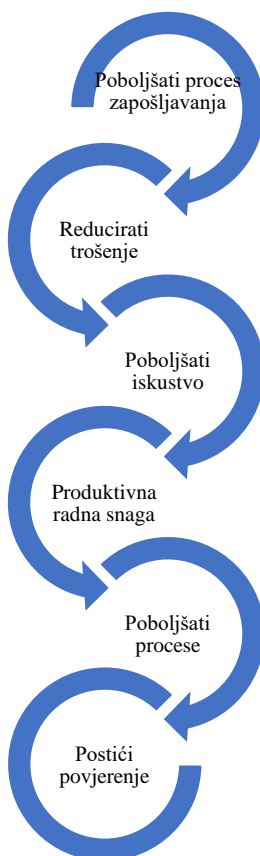 Poboljšati proces
zapošljavanja
Reducirati
trošenje
Poboljšati
iskustvo
Produktivna
radna snaga
Poboljšati
procese
Postići
povjerenje